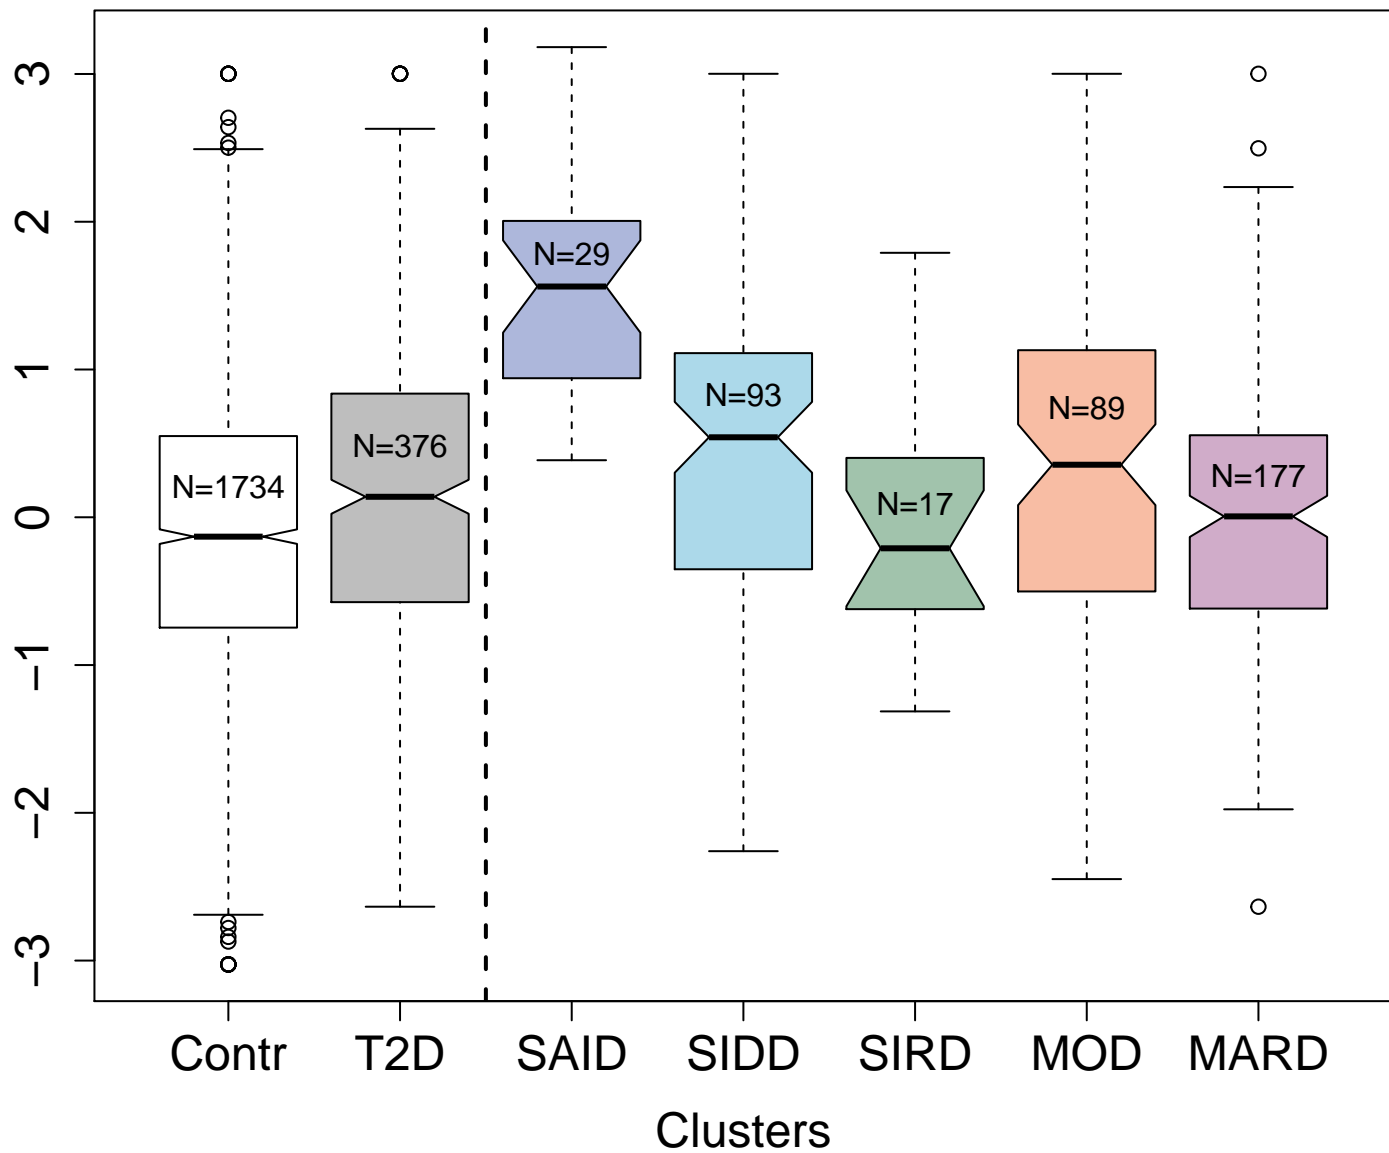 3
2
1
0
−1
−2
−3
N=1734
N=376
N=29
N=93
N=17
N=89
N=177
Contr T2D SAID SIDD SIRD MOD MARD
Clusters